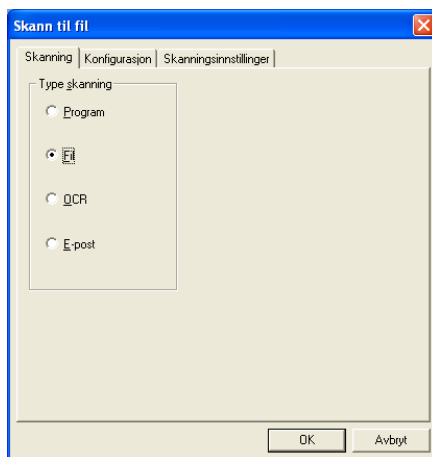 Skann til fil
Skanning Konfigurasjon Skanningsinnstillinger
Type skanning
Program
Fil
OCR
E-post
OK Avbryt